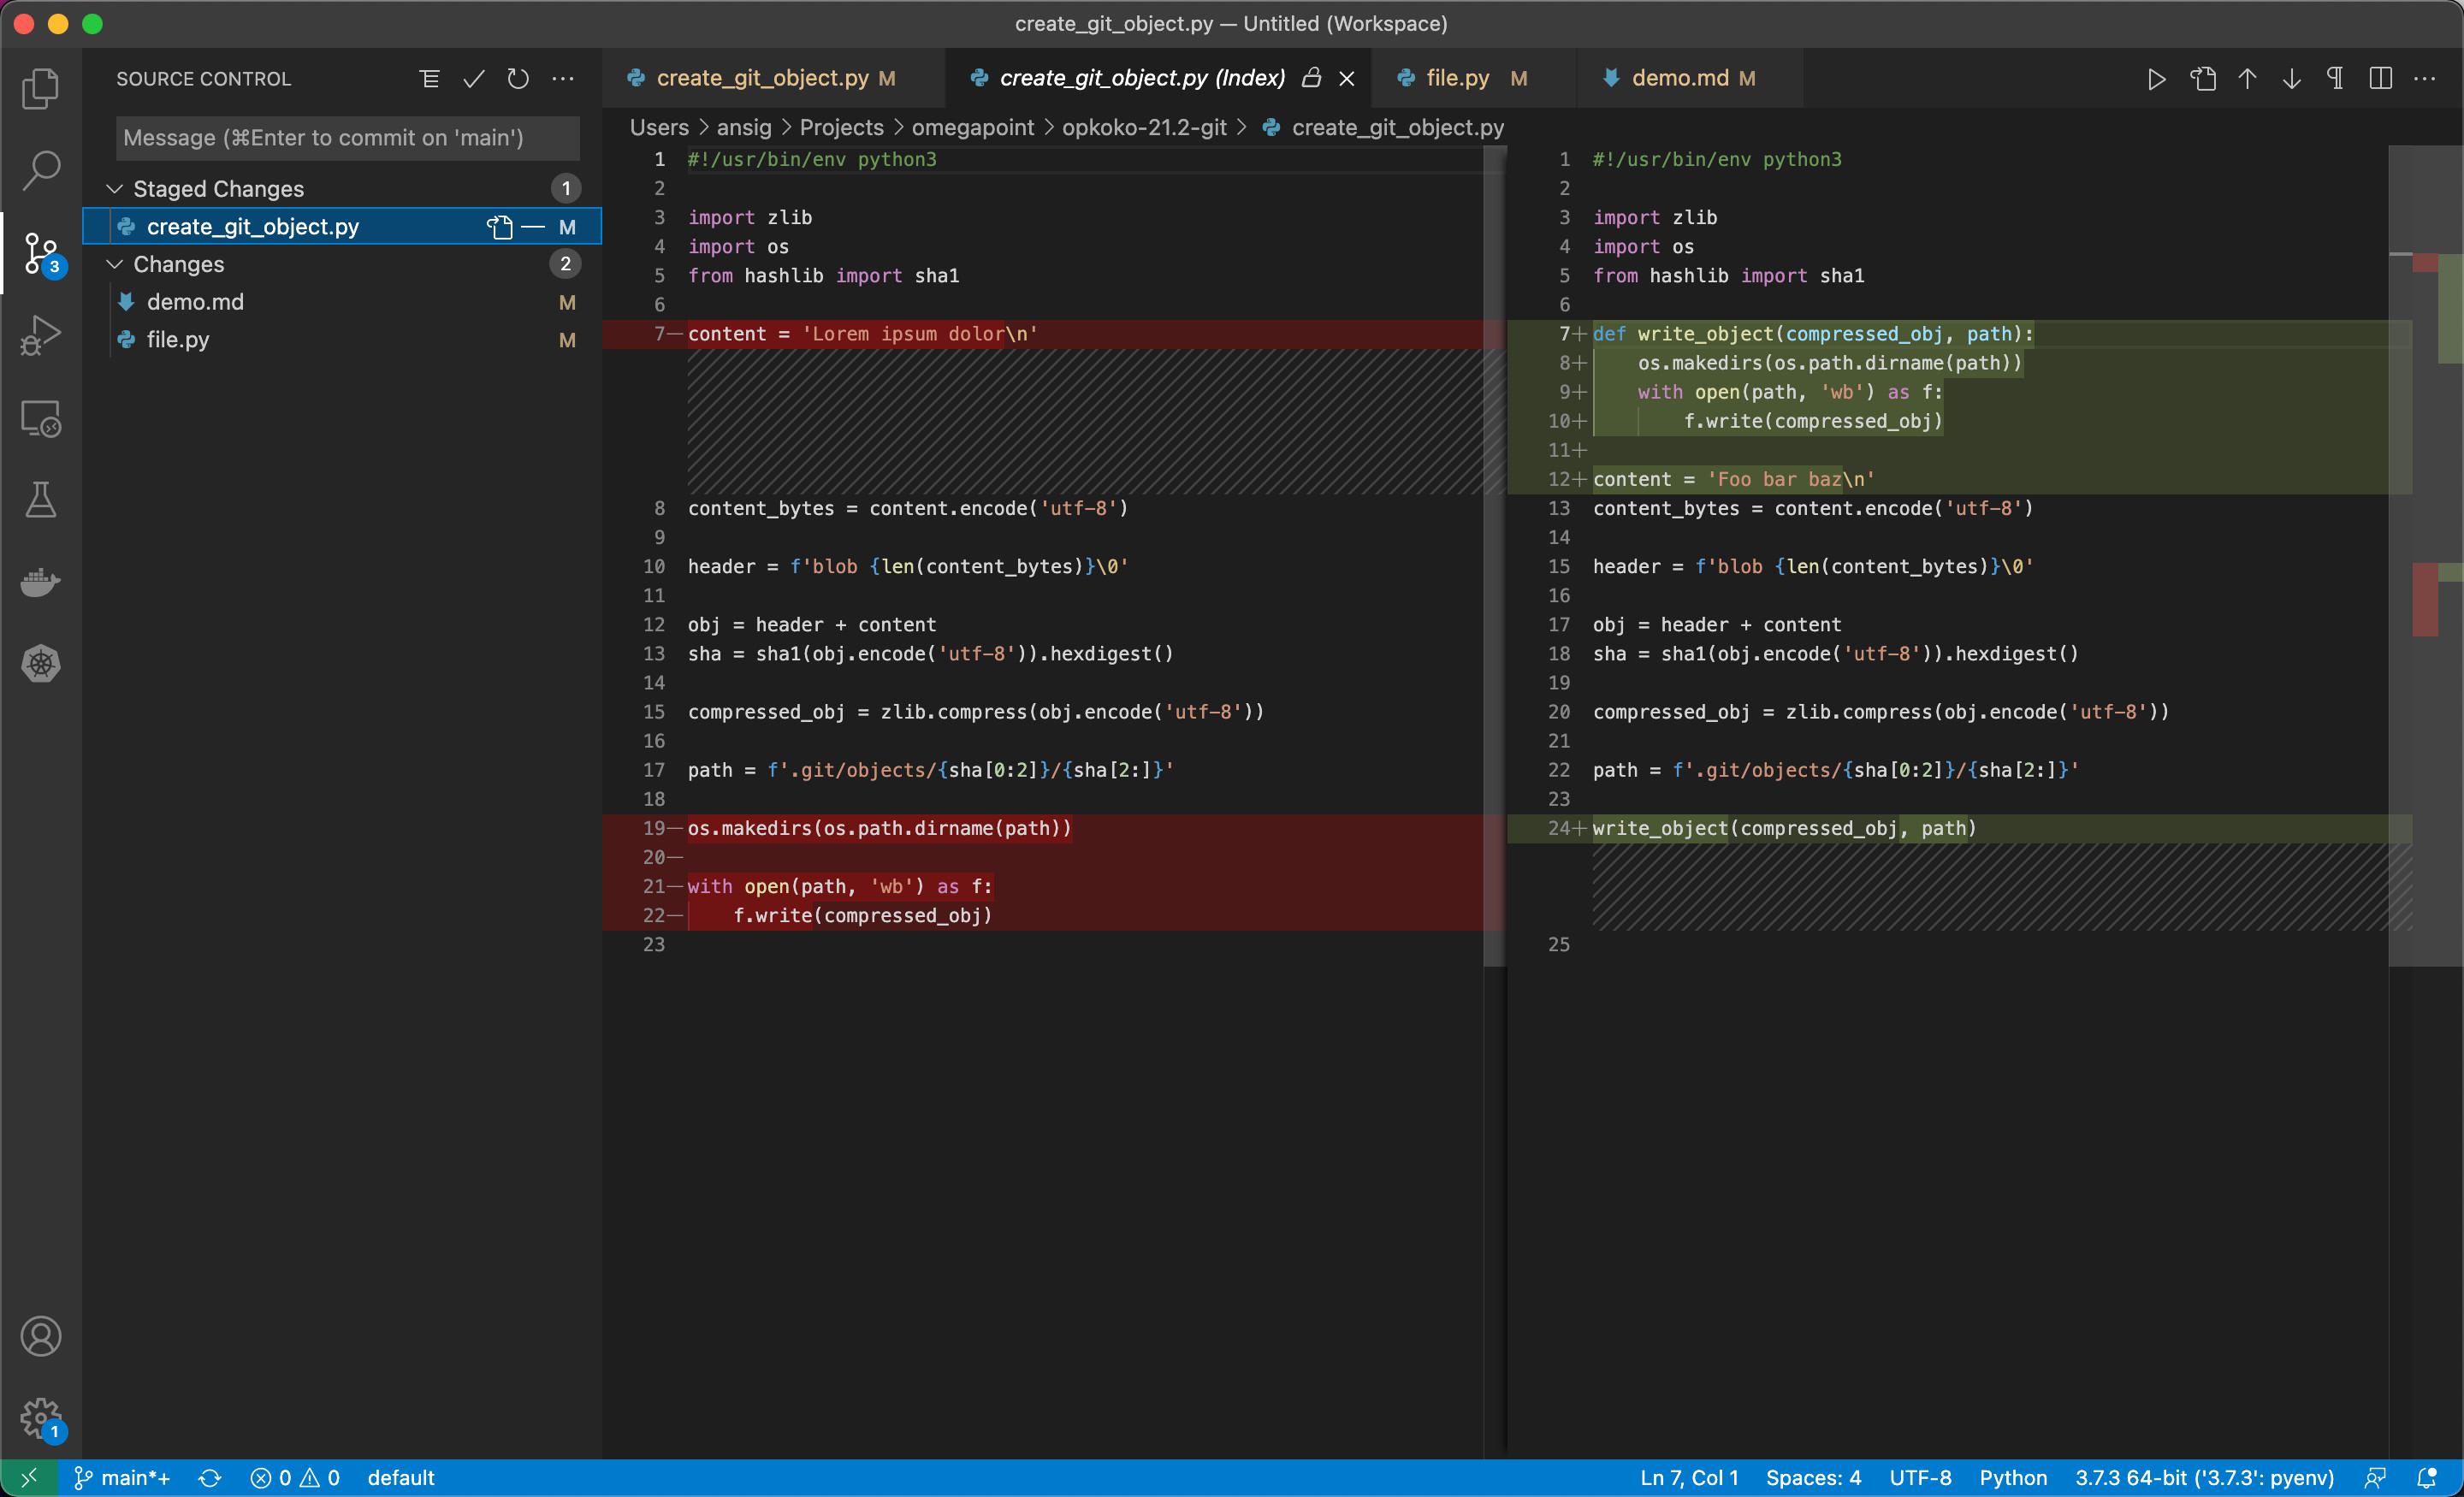 create_git_object.py — Untitled (Workspace)
SOURCE CONTROL
Message (⌘Enter to commit on 'main')
Staged Changes 1
create_git_object.py M
Changes 2
demo.md M
file.py M
3
1
create_git_object.py M
create_git_object.py (Index)
file.py M
demo.md M
Users > ansig > Projects > omegapoint > opkoko-21.2-git > create_git_object.py
1 #!/usr/bin/env python3
2
3 import zlib
4 import os
5 from hashlib import sha1
6
7— content = 'Lorem ipsum dolor\n'
8 content_bytes = content.encode('utf-8')
9
10 header = f'blob {len(content_bytes)}\0'
11
12 obj = header + content
13 sha = sha1(obj.encode('utf-8')).hexdigest()
14
15 compressed_obj = zlib.compress(obj.encode('utf-8'))
16
17 path = f'.git/objects/{sha[0:2]}/{sha[2:]}'
18
19— os.makedirs(os.path.dirname(path))
20—
21— with open(path, 'wb') as f:
22—     f.write(compressed_obj)
23
1 #!/usr/bin/env python3
2
3 import zlib
4 import os
5 from hashlib import sha1
6
7+ def write_object(compressed_obj, path):
8+     os.makedirs(os.path.dirname(path))
9+     with open(path, 'wb') as f:
10+         f.write(compressed_obj)
11+
12+ content = 'Foo bar baz\n'
13 content_bytes = content.encode('utf-8')
14
15 header = f'blob {len(content_bytes)}\0'
16
17 obj = header + content
18 sha = sha1(obj.encode('utf-8')).hexdigest()
19
20 compressed_obj = zlib.compress(obj.encode('utf-8'))
21
22 path = f'.git/objects/{sha[0:2]}/{sha[2:]}'
23
24+ write_object(compressed_obj, path)
25
main*+ 0 0 default Ln 7, Col 1 Spaces: 4 UTF-8 Python 3.7.3 64-bit ('3.7.3': pyenv)